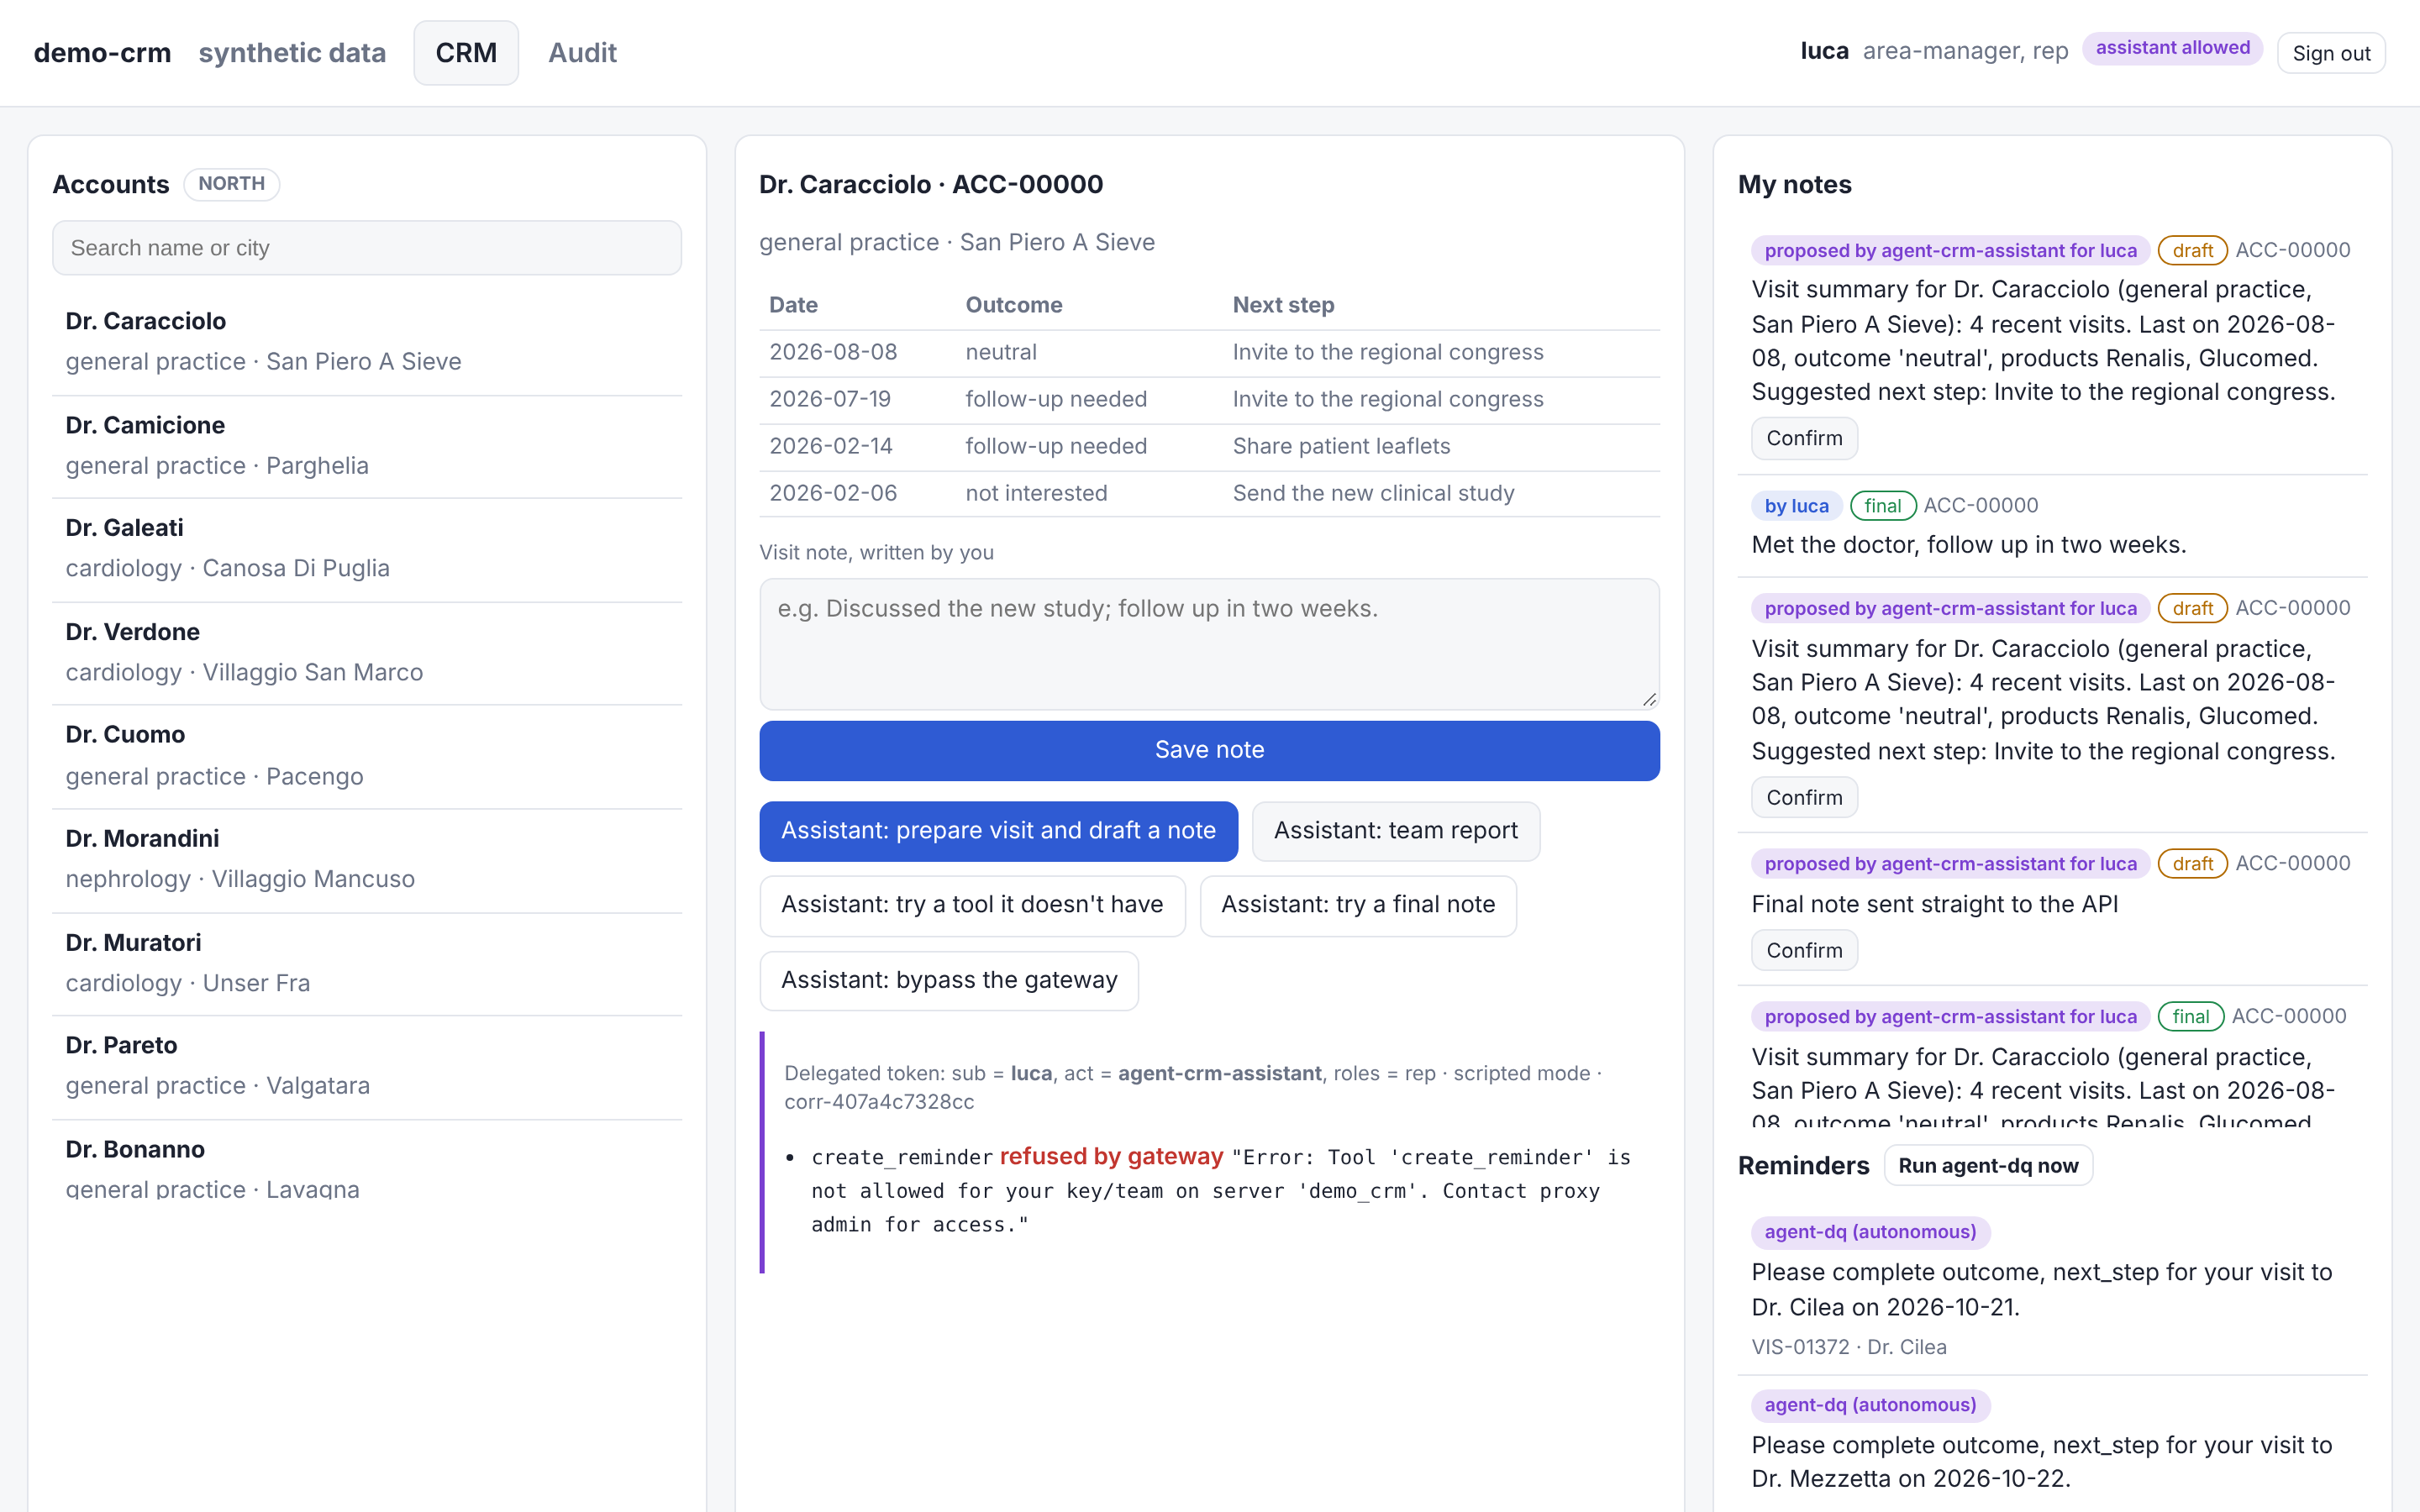 demo-crm synthetic data CRM Audit
luca area-manager, rep assistant allowed Sign out
Accounts NORTH
Search name or city
Dr. Caracciolo
general practice · San Piero A Sieve
Dr. Camicione
general practice · Parghelia
Dr. Galeati
cardiology · Canosa Di Puglia
Dr. Verdone
cardiology · Villaggio San Marco
Dr. Cuomo
general practice · Pacengo
Dr. Morandini
nephrology · Villaggio Mancuso
Dr. Muratori
cardiology · Unser Fra
Dr. Pareto
general practice · Valgatara
Dr. Bonanno
general practice · Lavagna
Dr. Caracciolo · ACC-00000
general practice · San Piero A Sieve
Date Outcome Next step
2026-08-08 neutral Invite to the regional congress
2026-07-19 follow-up needed Invite to the regional congress
2026-02-14 follow-up needed Share patient leaflets
2026-02-06 not interested Send the new clinical study
Visit note, written by you
e.g. Discussed the new study; follow up in two weeks.
Save note
Assistant: prepare visit and draft a note Assistant: team report
Assistant: try a tool it doesn't have Assistant: try a final note
Assistant: bypass the gateway
Delegated token: sub = luca, act = agent-crm-assistant, roles = rep · scripted mode ·
corr-407a4c7328cc
• create_reminder refused by gateway "Error: Tool 'create_reminder' is
not allowed for your key/team on server 'demo_crm'. Contact proxy
admin for access."
My notes
proposed by agent-crm-assistant for luca draft ACC-00000
Visit summary for Dr. Caracciolo (general practice,
San Piero A Sieve): 4 recent visits. Last on 2026-08-
08, outcome 'neutral', products Renalis, Glucomed.
Suggested next step: Invite to the regional congress.
Confirm
by luca final ACC-00000
Met the doctor, follow up in two weeks.
proposed by agent-crm-assistant for luca draft ACC-00000
Visit summary for Dr. Caracciolo (general practice,
San Piero A Sieve): 4 recent visits. Last on 2026-08-
08, outcome 'neutral', products Renalis, Glucomed.
Suggested next step: Invite to the regional congress.
Confirm
proposed by agent-crm-assistant for luca draft ACC-00000
Final note sent straight to the API
Confirm
proposed by agent-crm-assistant for luca final ACC-00000
Visit summary for Dr. Caracciolo (general practice,
San Piero A Sieve): 4 recent visits. Last on 2026-08-
08, outcome 'neutral', products Renalis, Glucomed.
Reminders Run agent-dq now
agent-dq (autonomous)
Please complete outcome, next_step for your visit to
Dr. Cilea on 2026-10-21.
VIS-01372 · Dr. Cilea
agent-dq (autonomous)
Please complete outcome, next_step for your visit to
Dr. Mezzetta on 2026-10-22.